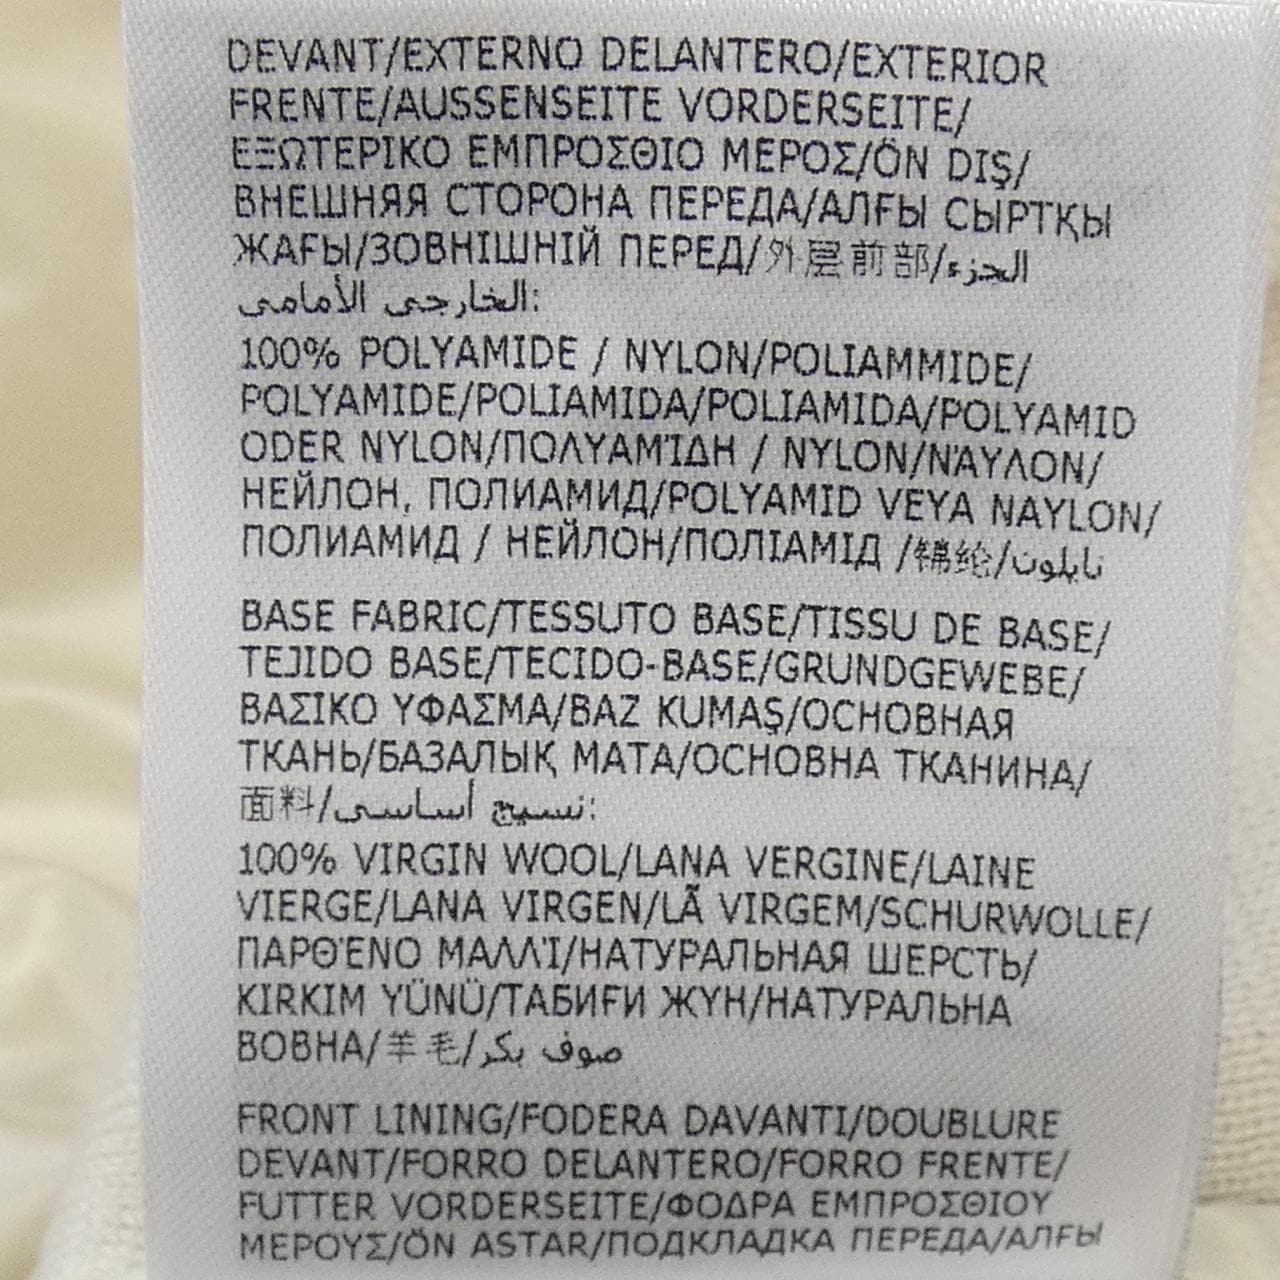 DEVANT/EXTERNO DELANTERO/EXTERIOR
FRENTE/AUSSENSEITE VORDERSEITE/
ΕΞΩΤΕΡΙΚΟ ΕΜΠΡΟΣΘΙΟ ΜΕΡΟΣ/ÖN DIŞ/
ВНЕШНЯЯ СТОРОНА ПЕРЕДА/АЛҒЫ СЫРТҚЫ
ЖАҒЫ/ЗОВНІШНІЙ ПЕРЕД/外层前部/الجزء
الخارجي الأمامي:
100% POLYAMIDE / NYLON/POLIAMMIDE/
POLYAMIDE/POLIAMIDA/POLIAMIDA/POLYAMID
ODER NYLON/ΠΟΛΥΑΜΊΔΗ / NYLON/ΝΆΥΛΟΝ/
НЕЙЛОН, ПОЛИАМИД/POLYAMID VEYA NAYLON/
ПОЛИАМИД / НЕЙЛОН/ПОЛІАМІД /锦纶/نايلون
BASE FABRIC/TESSUTO BASE/TISSU DE BASE/
TEJIDO BASE/TECIDO-BASE/GRUNDGEWEBE/
ΒΑΣΙΚΟ ΥΦΑΣΜΑ/BAZ KUMAŞ/ОСНОВНАЯ
ТКАНЬ/БАЗАЛЫҚ МАТА/ОСНОВНА ТКАНИНА/
面料/نسيج أساسي:
100% VIRGIN WOOL/LANA VERGINE/LAINE
VIERGE/LANA VIRGEN/LÃ VIRGEM/SCHURWOLLE/
ΠΑΡΘΈΝΟ ΜΑΛΛΊ/НАТУРАЛЬНАЯ ШЕРСТЬ/
KIRKIM YÜNÜ/ТАБИҒИ ЖҮН/НАТУРАЛЬНА
ВОВНА/羊毛/صوف بكر
FRONT LINING/FODERA DAVANTI/DOUBLURE
DEVANT/FORRO DELANTERO/FORRO FRENTE/
FUTTER VORDERSEITE/ΦΟΔΡΑ ΕΜΠΡΟΣΘΙΟΥ
ΜΕΡΟΥΣ/ÖN ASTAR/ПОДКЛАДКА ПЕРЕДА/АЛҒЫ